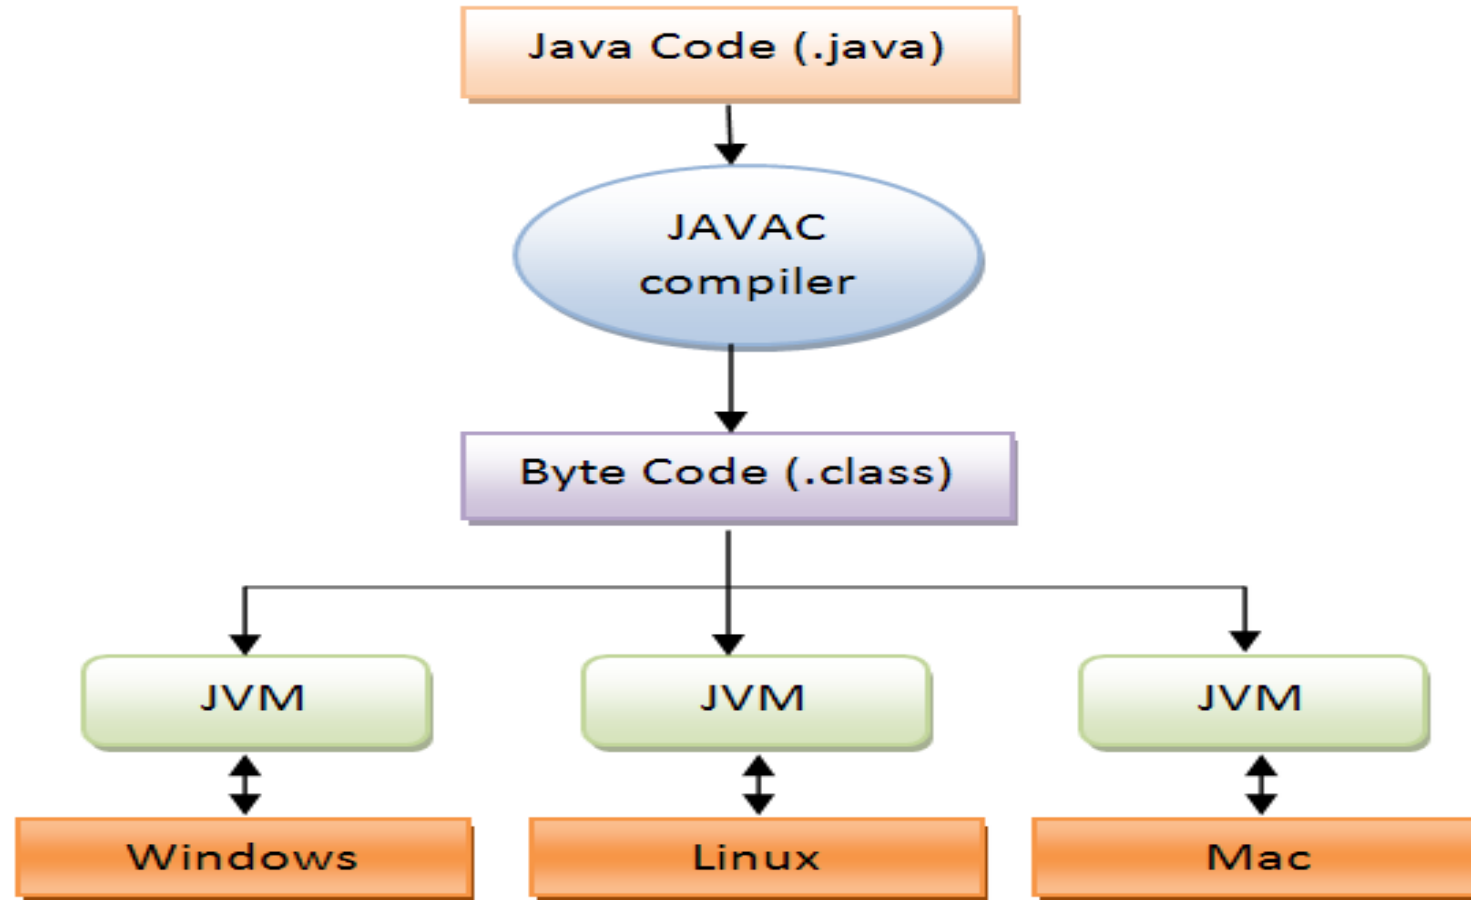 Java Code (.java)
JAVAC
compiler
Byte Code (.class)
JVM
JVM
JVM
Windows
Linux
Mac